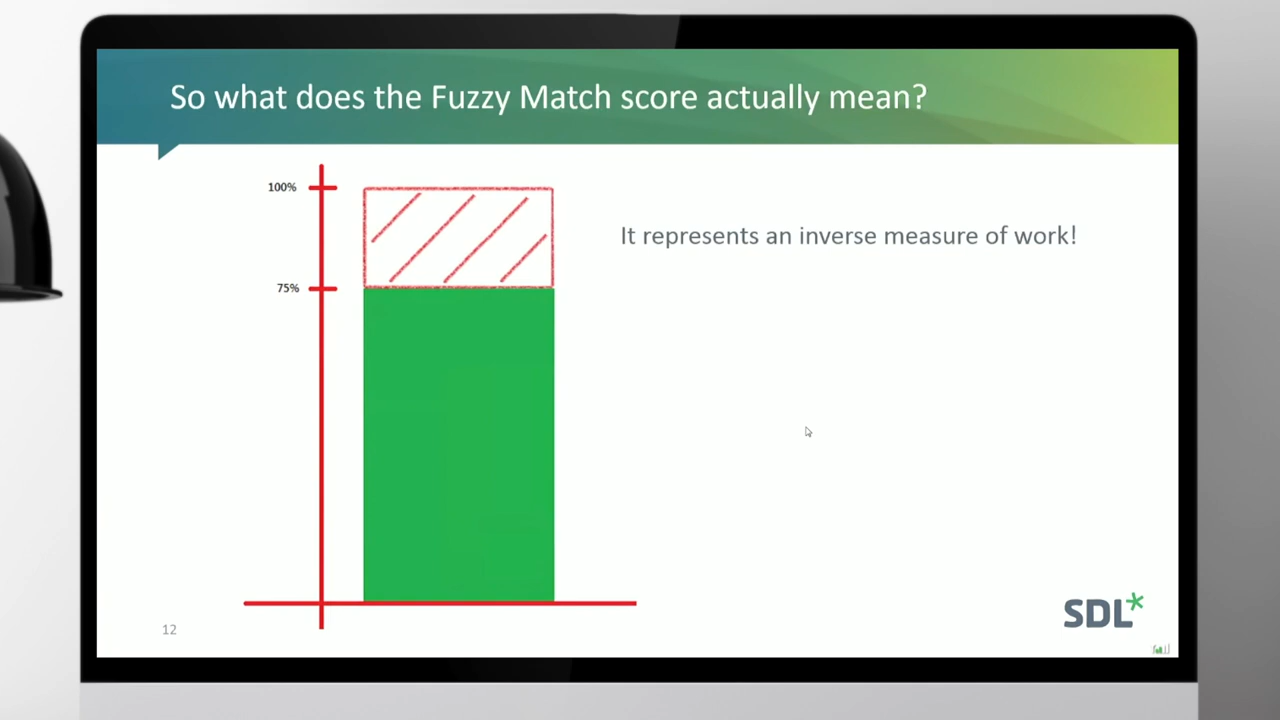 So what does the Fuzzy Match score actually mean?
100%
It represents an inverse measure of work!
75%
12
SDL*